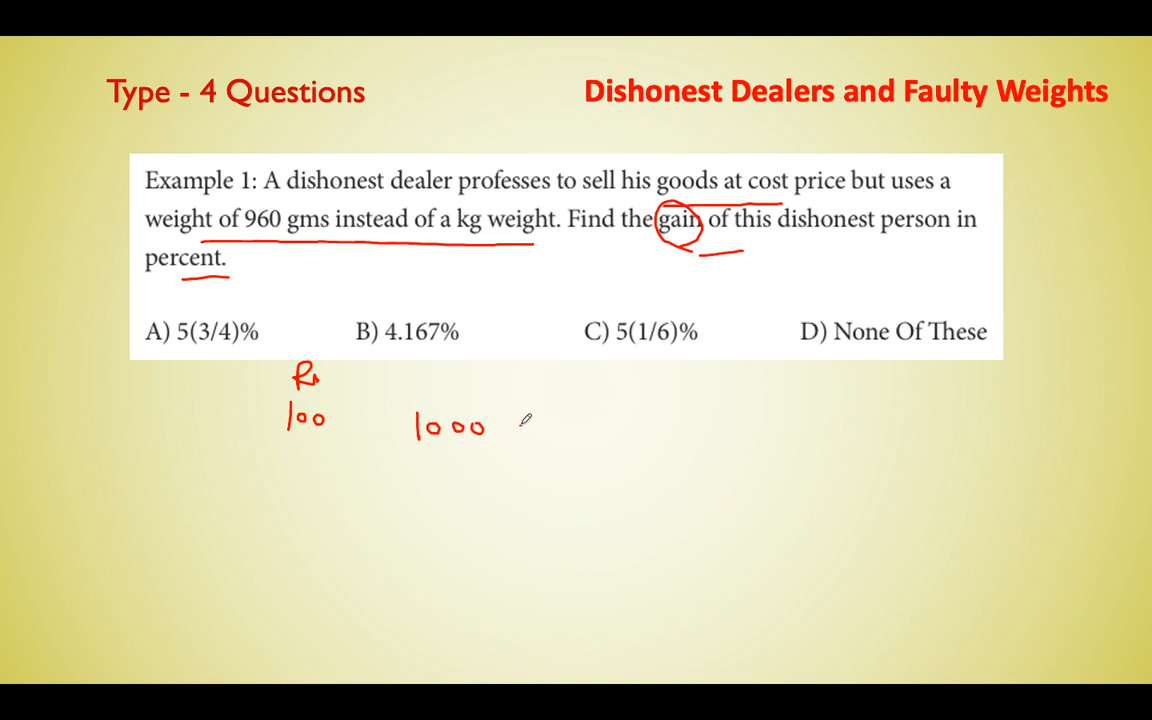 Type - 4 Questions
Dishonest Dealers and Faulty Weights
Example 1: A dishonest dealer professes to sell his goods at cost price but uses a
weight of 960 gms instead of a kg weight. Find the gain of this dishonest person in
percent.
A) 5(3/4)% B) 4.167% C) 5(1/6)% D) None Of These
Rs
100 1000